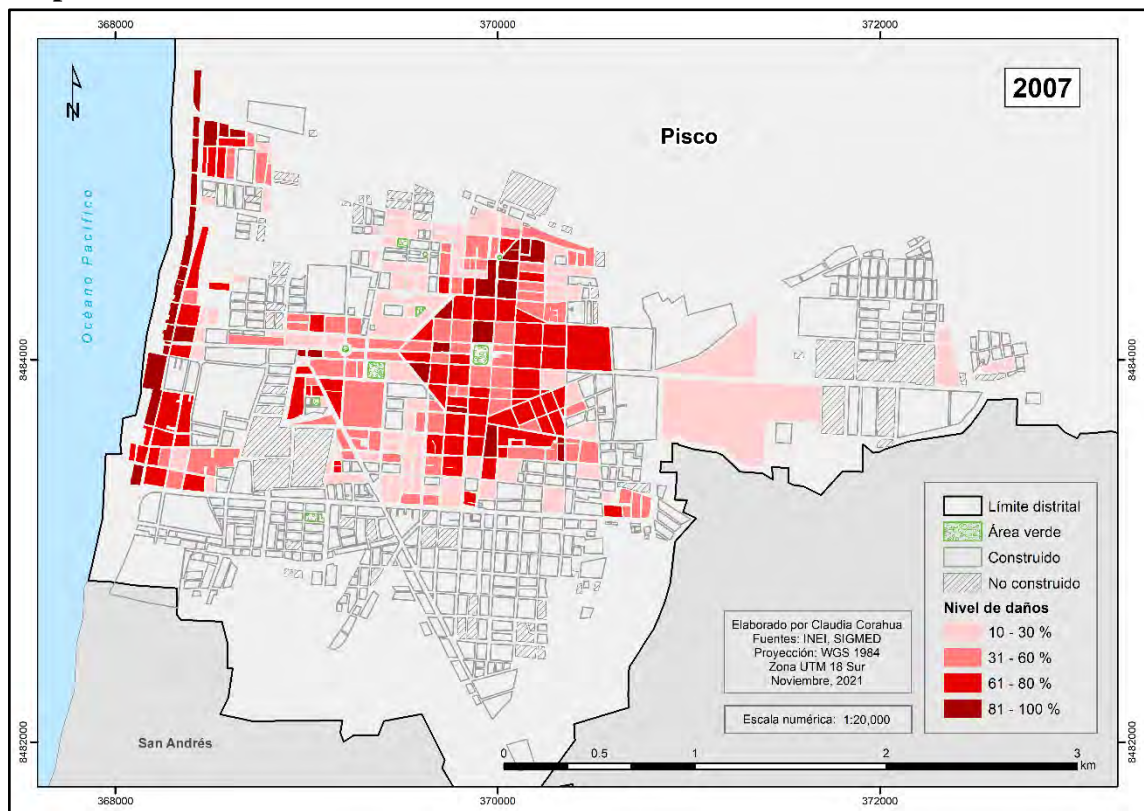 368000 370000 372000
2007
Pisco
N
Océano Pacífico
8484000
8484000
Límite distrital
Área verde
Construido
No construido
Nivel de daños
10 - 30 %
31 - 60 %
61 - 80 %
81 - 100 %
Elaborado por Claudia Corahua
Fuentes: INEI, SIGMED
Proyección: WGS 1984
Zona UTM 18 Sur
Noviembre, 2021
Escala numérica: 1:20,000
San Andrés
8482000
8482000
0 0.5 1 2 3
km
368000 370000 372000